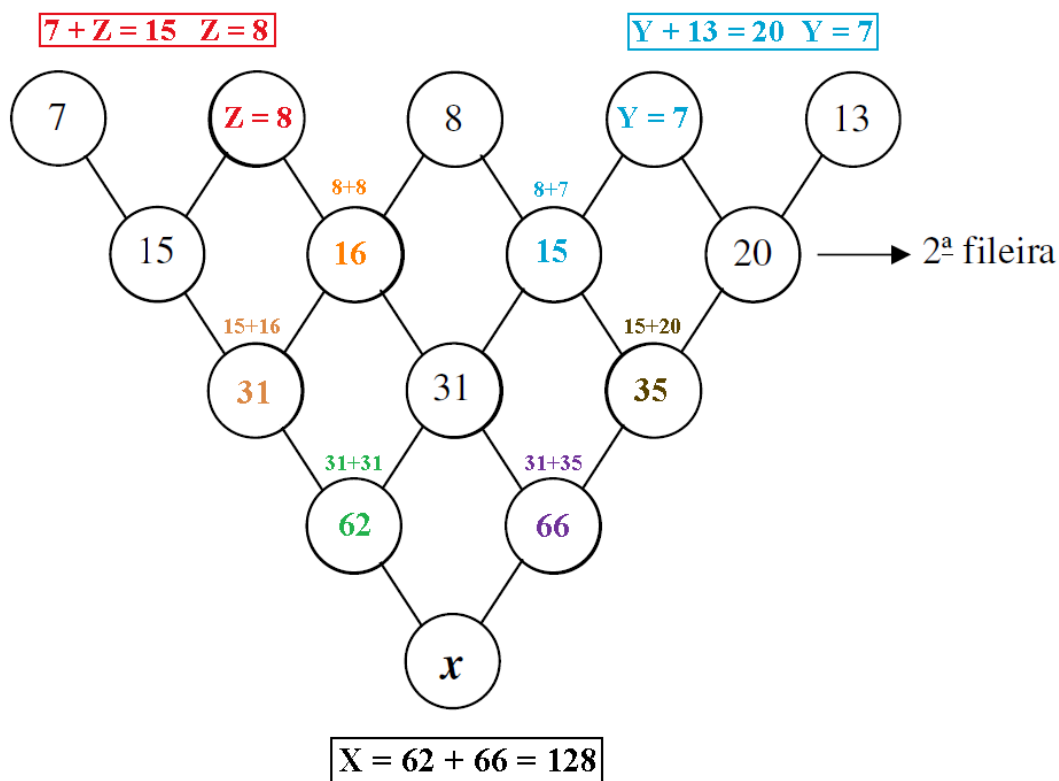 7 + Z = 15 Z = 8
Y + 13 = 20 Y = 7
7
Z = 8
8
Y = 7
13
8+8
8+7
15
16
15
20
2ª fileira
15+16
15+20
31
31
35
31+31
31+35
62
66
x
X = 62 + 66 = 128